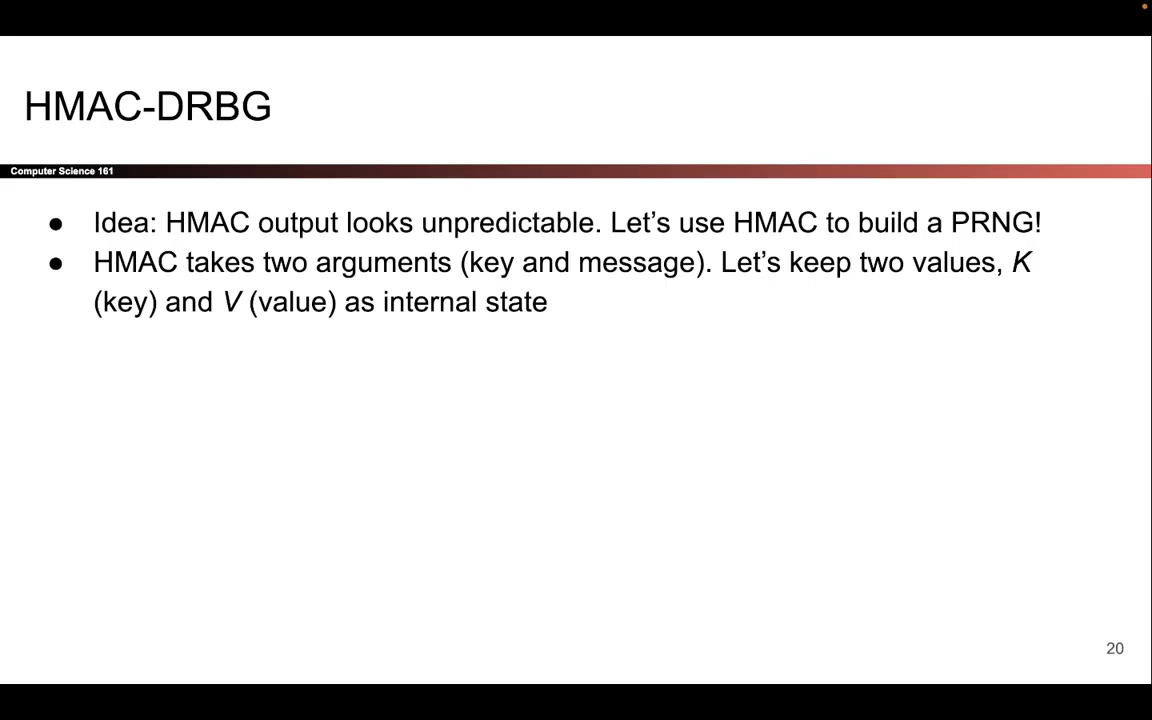 HMAC-DRBG
Computer Science 161
● Idea: HMAC output looks unpredictable. Let’s use HMAC to build a PRNG!
● HMAC takes two arguments (key and message). Let’s keep two values, K
(key) and V (value) as internal state
20